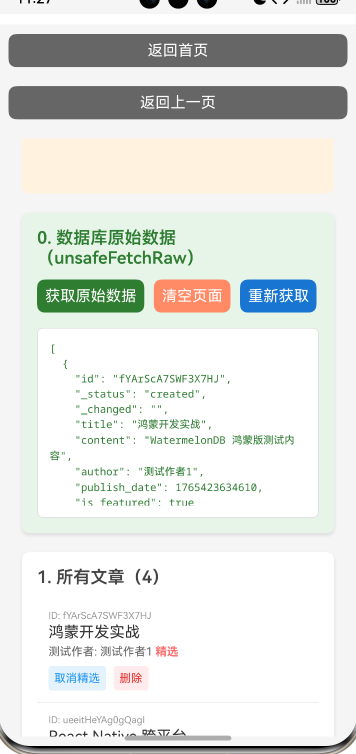 返回首页
返回上一页
0. 数据库原始数据
（unsafeFetchRaw）
获取原始数据
清空页面
重新获取
[
{
"id": "fYArScA7SWF3X7HJ",
"_status": "created",
"_changed": "",
"title": "鸿蒙开发实战",
"content": "WatermelonDB 鸿蒙版测试内
容",
"author": "测试作者1",
"publish_date": 1765423634610,
"is_featured": true
1. 所有文章（4）
ID: fYArScA7SWF3X7HJ
鸿蒙开发实战
测试作者: 测试作者1 精选
取消精选
删除
ID: ueeitHeYAg0gQagI
React Native 跨平台